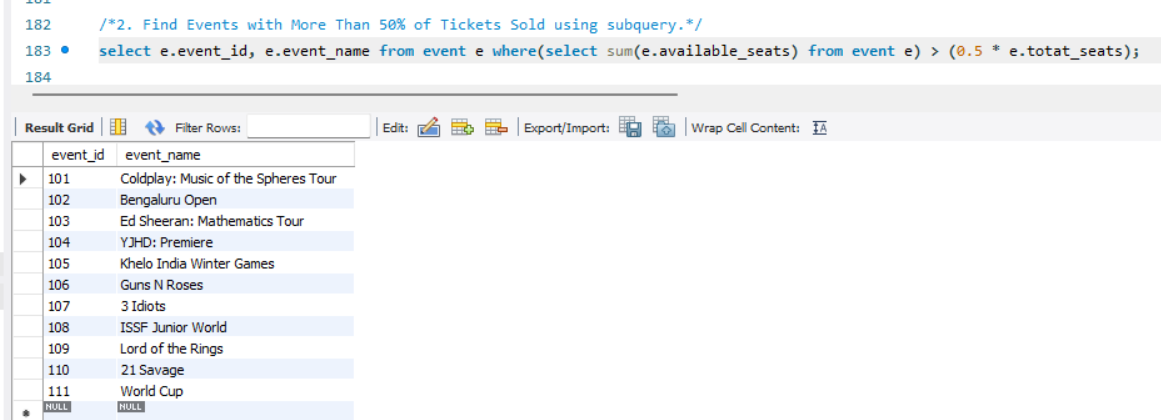 181
182 /*2. Find Events with More Than 50% of Tickets Sold using subquery.*/
183 select e.event_id, e.event_name from event e where(select sum(e.available_seats) from event e) > (0.5 * e.totat_seats);
184
Result Grid Filter Rows: Edit: Export/Import: Wrap Cell Content: IA
event_id event_name
101 Coldplay: Music of the Spheres Tour
102 Bengaluru Open
103 Ed Sheeran: Mathematics Tour
104 YJHD: Premiere
105 Khelo India Winter Games
106 Guns N Roses
107 3 Idiots
108 ISSF Junior World
109 Lord of the Rings
110 21 Savage
111 World Cup
NULL NULL